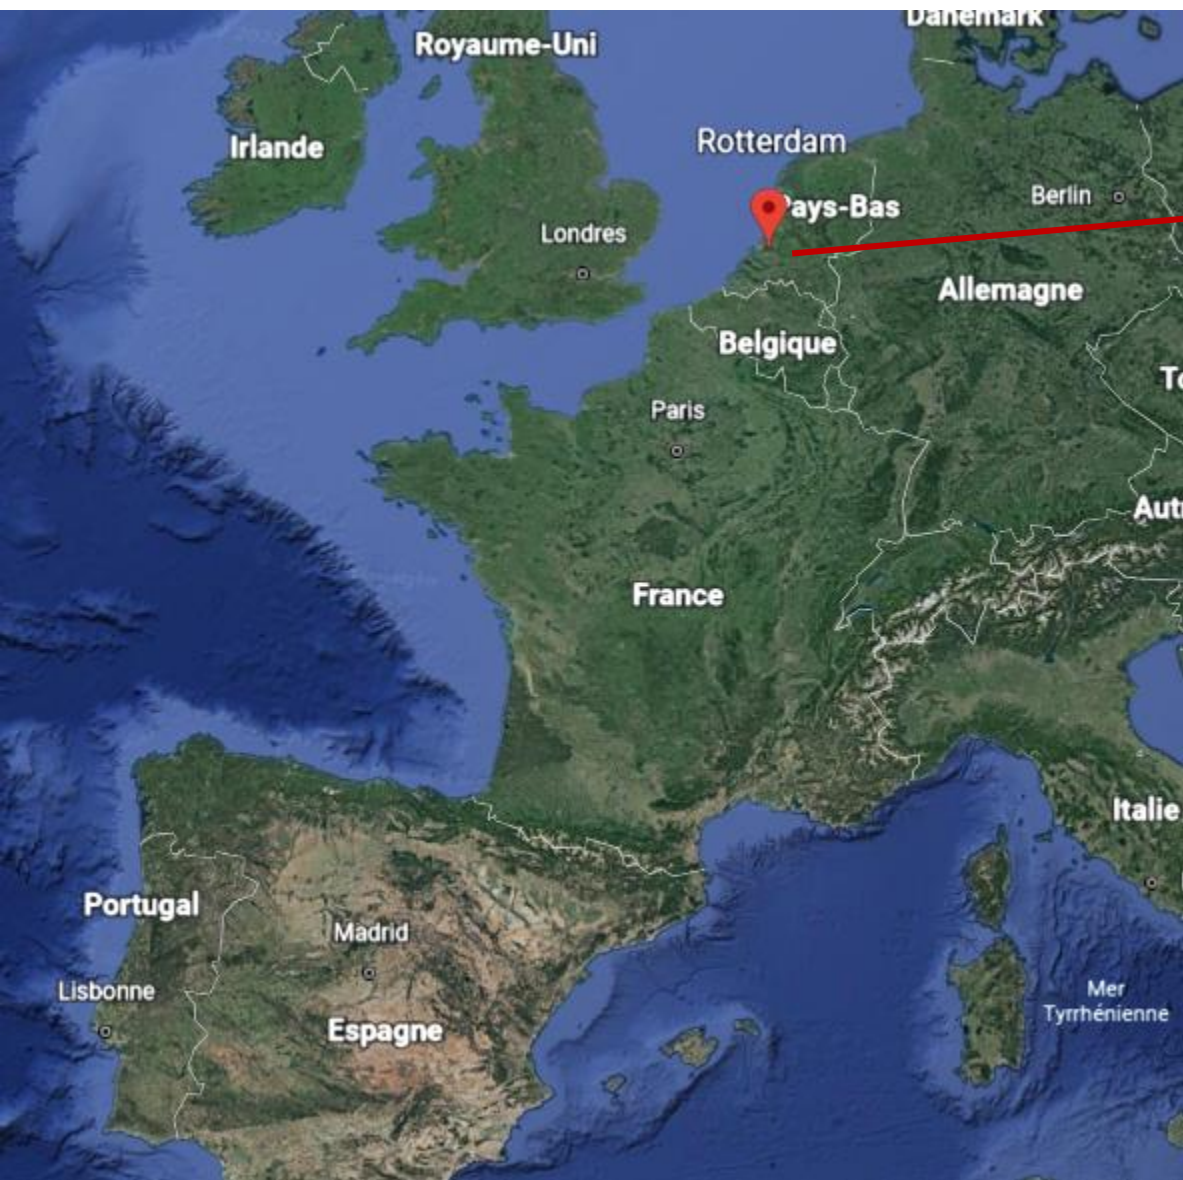 Danemark
Royaume-Uni
Rotterdam
Irlande
Berlin
Pays-Bas
Londres
Allemagne
Belgique
Paris
France
Italie
Portugal
Madrid
Lisbonne
Mer
Tyrrhénienne
Espagne